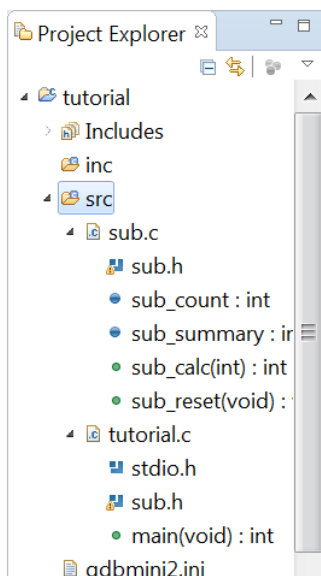 Project Explorer
tutorial
Includes
inc
src
sub.c
sub.h
sub_count : int
sub_summary : in
sub_calc(int) : int
sub_reset(void) :
tutorial.c
stdio.h
sub.h
main(void) : int
gdbmini2.ini